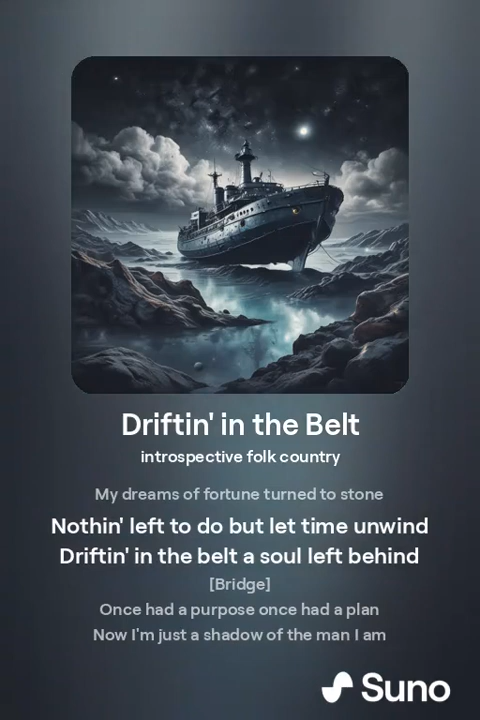 Driftin' in the Belt
introspective folk country
My dreams of fortune turned to stone
Nothin' left to do but let time unwind
Driftin' in the belt a soul left behind
[Bridge]
Once had a purpose once had a plan
Now I'm just a shadow of the man I am
Suno